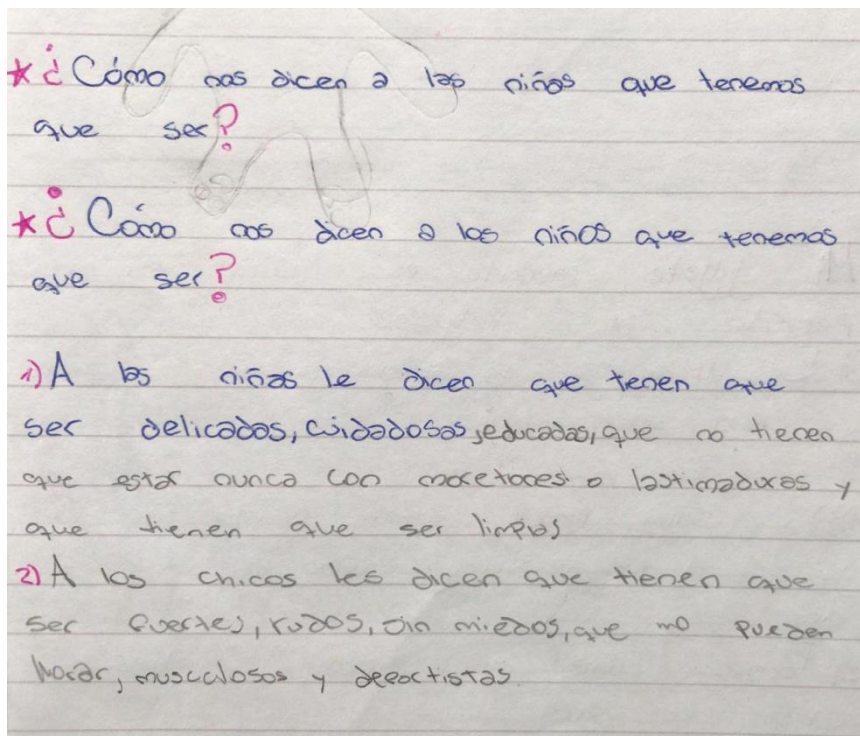 * ¿Cómo nos dicen a las niñas que tenemos
que ser?
* ¿Cómo nos dicen a los niños que tenemos
que ser?
1) A las niñas le dicen que tenen que
ser delicadas, cuidadosas, educadas, que no tienen
que estar nunca con moretones o lastimaduras y
que tienen que ser limpias
2) A los chicos les dicen que tienen que
ser fuertes, rudos, sin miedos, que no pueden
llorar, musculosos y deportistas.